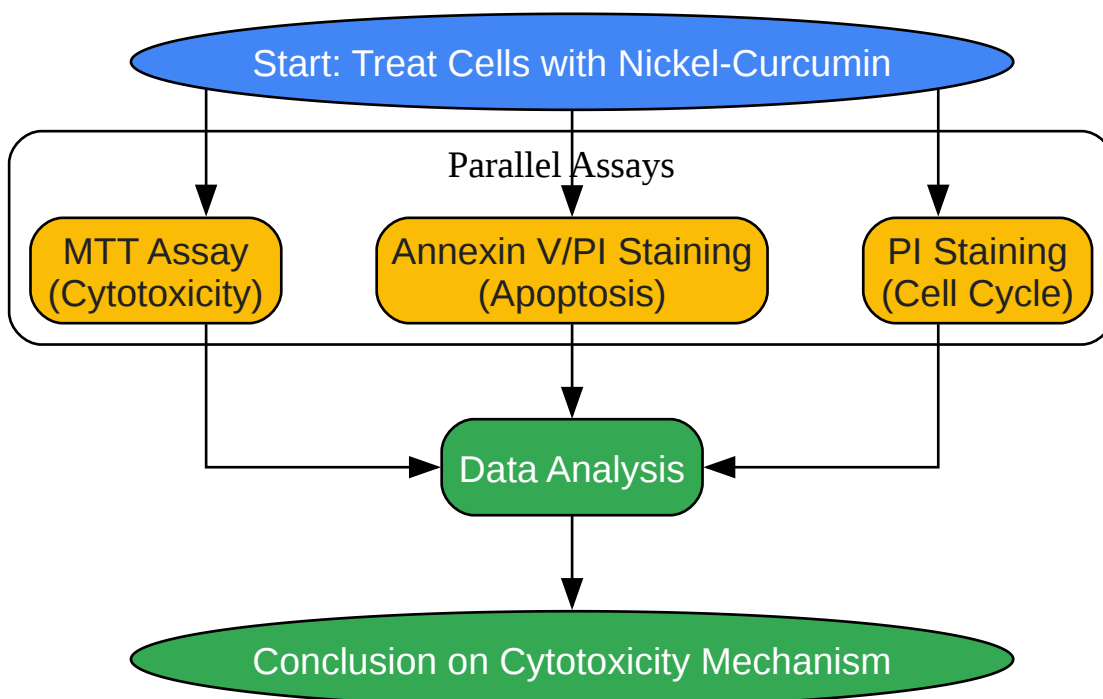 Start: Treat Cells with Nickel-Curcumin
Parallel Assays
MTT Assay
(Cytotoxicity)
Annexin V/PI Staining
(Apoptosis)
PI Staining
(Cell Cycle)
Data Analysis
Conclusion on Cytotoxicity Mechanism